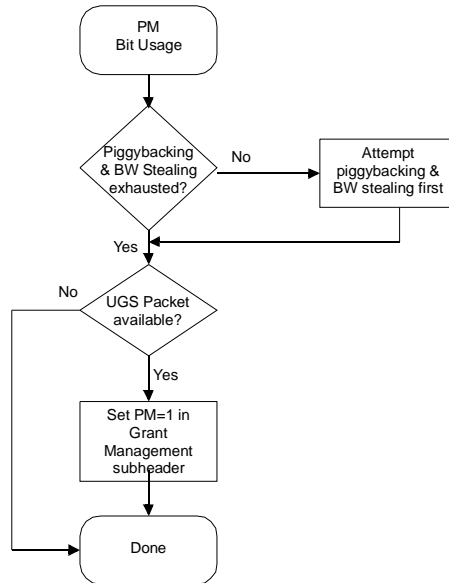 PM
Bit Usage
Piggybacking
& BW Stealing
exhausted?
No
Attempt
piggybacking &
BW stealing first
Yes
No
UGS Packet
available?
Yes
Set PM=1 in
Grant
Management
subheader
Done